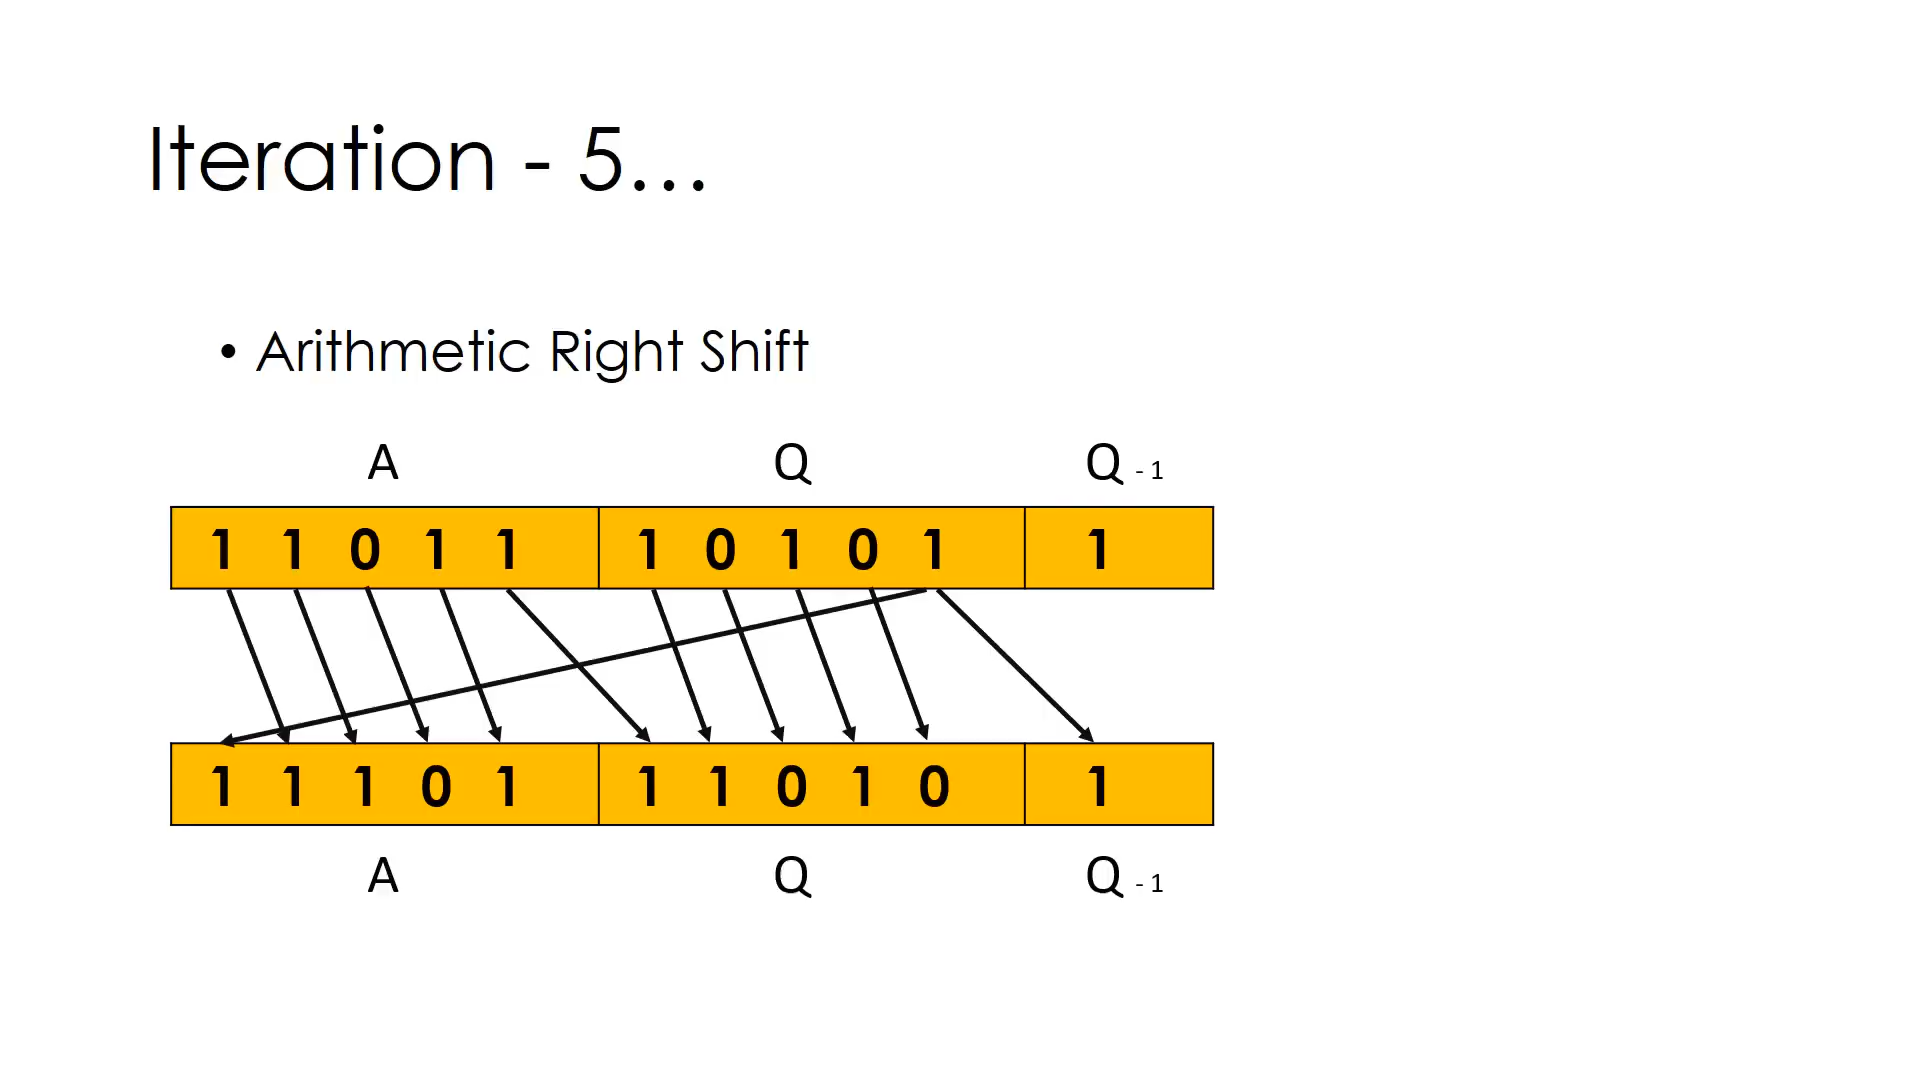 Iteration - 5...
• Arithmetic Right Shift
A Q Q - 1
1 1 0 1 1 1 0 1 0 1 1
1 1 1 0 1 1 1 0 1 0 1
A Q Q - 1